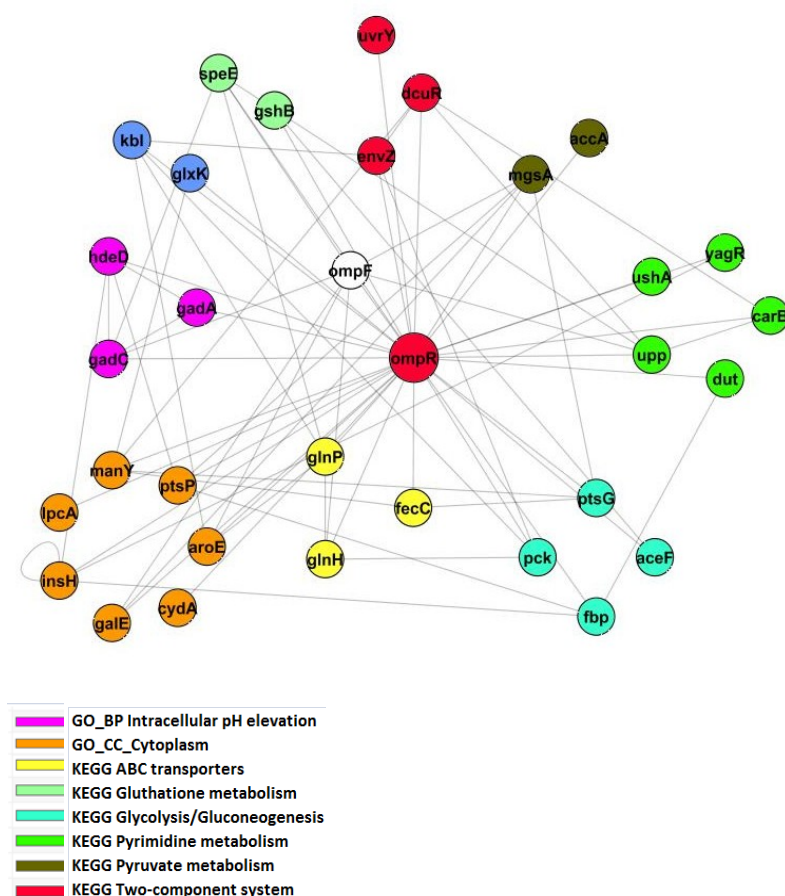 uvrY
speE
dcuR
gshB
accA
kbl
envZ
glxK
mgsA
hdeD
yagR
ompF
ushA
gadA
carB
gadC
ompR
upp
dut
manY
glnP
ptsP
ptsG
lpcA
fecC
aroE
glnH
pck
aceF
insH
cydA
galE
fbp
GO_BP Intracellular pH elevation
GO_CC_Cytoplasm
KEGG ABC transporters
KEGG Gluthatione metabolism
KEGG Glycolysis/Gluconeogenesis
KEGG Pyrimidine metabolism
KEGG Pyruvate metabolism
KEGG Two-component system